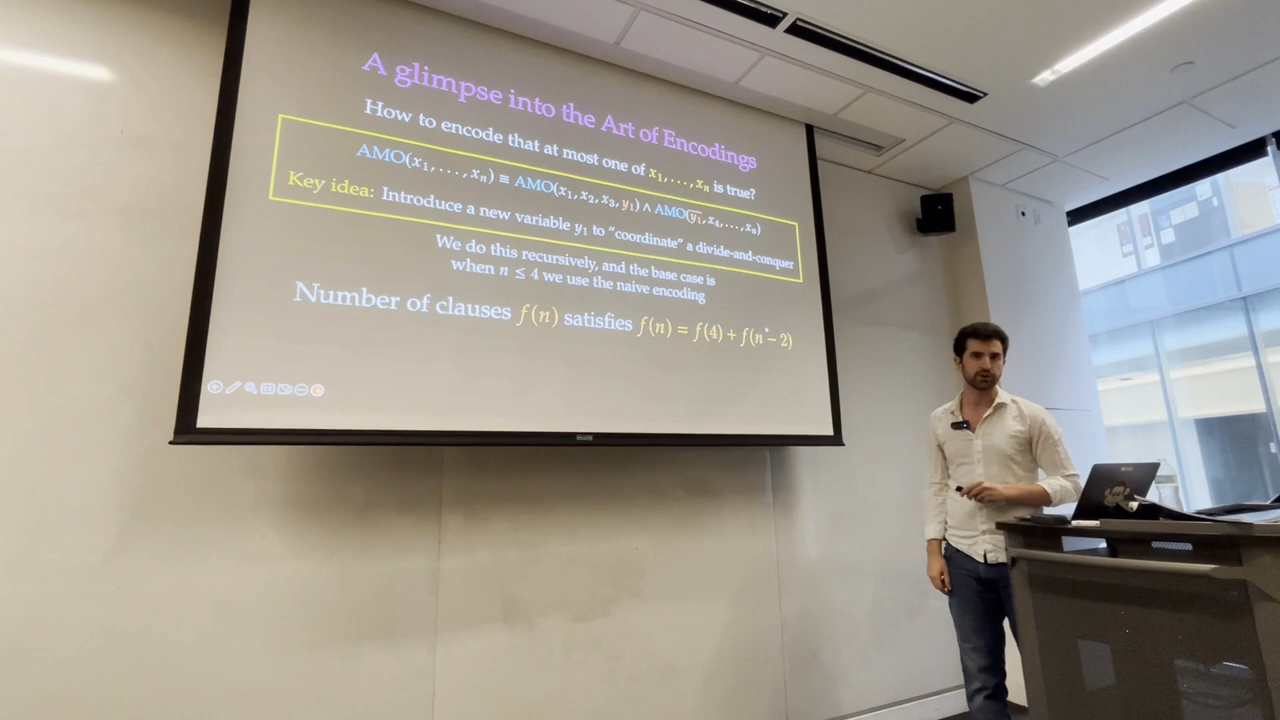 A glimpse into the Art of Encodings
How to encode that at most one of x₁, . . . , xₙ is true?
AMO(x₁, . . . , xₙ) ≡ AMO(x₁, x₂, x₃, y₁) ∧ AMO(y̅₁, x₄, . . . , xₙ)
Key idea: Introduce a new variable y₁ to “coordinate” a divide-and-conquer
We do this recursively, and the base case is
when n ≤ 4 we use the naive encoding
Number of clauses f(n) satisfies f(n) = f(4) + f(n − 2)